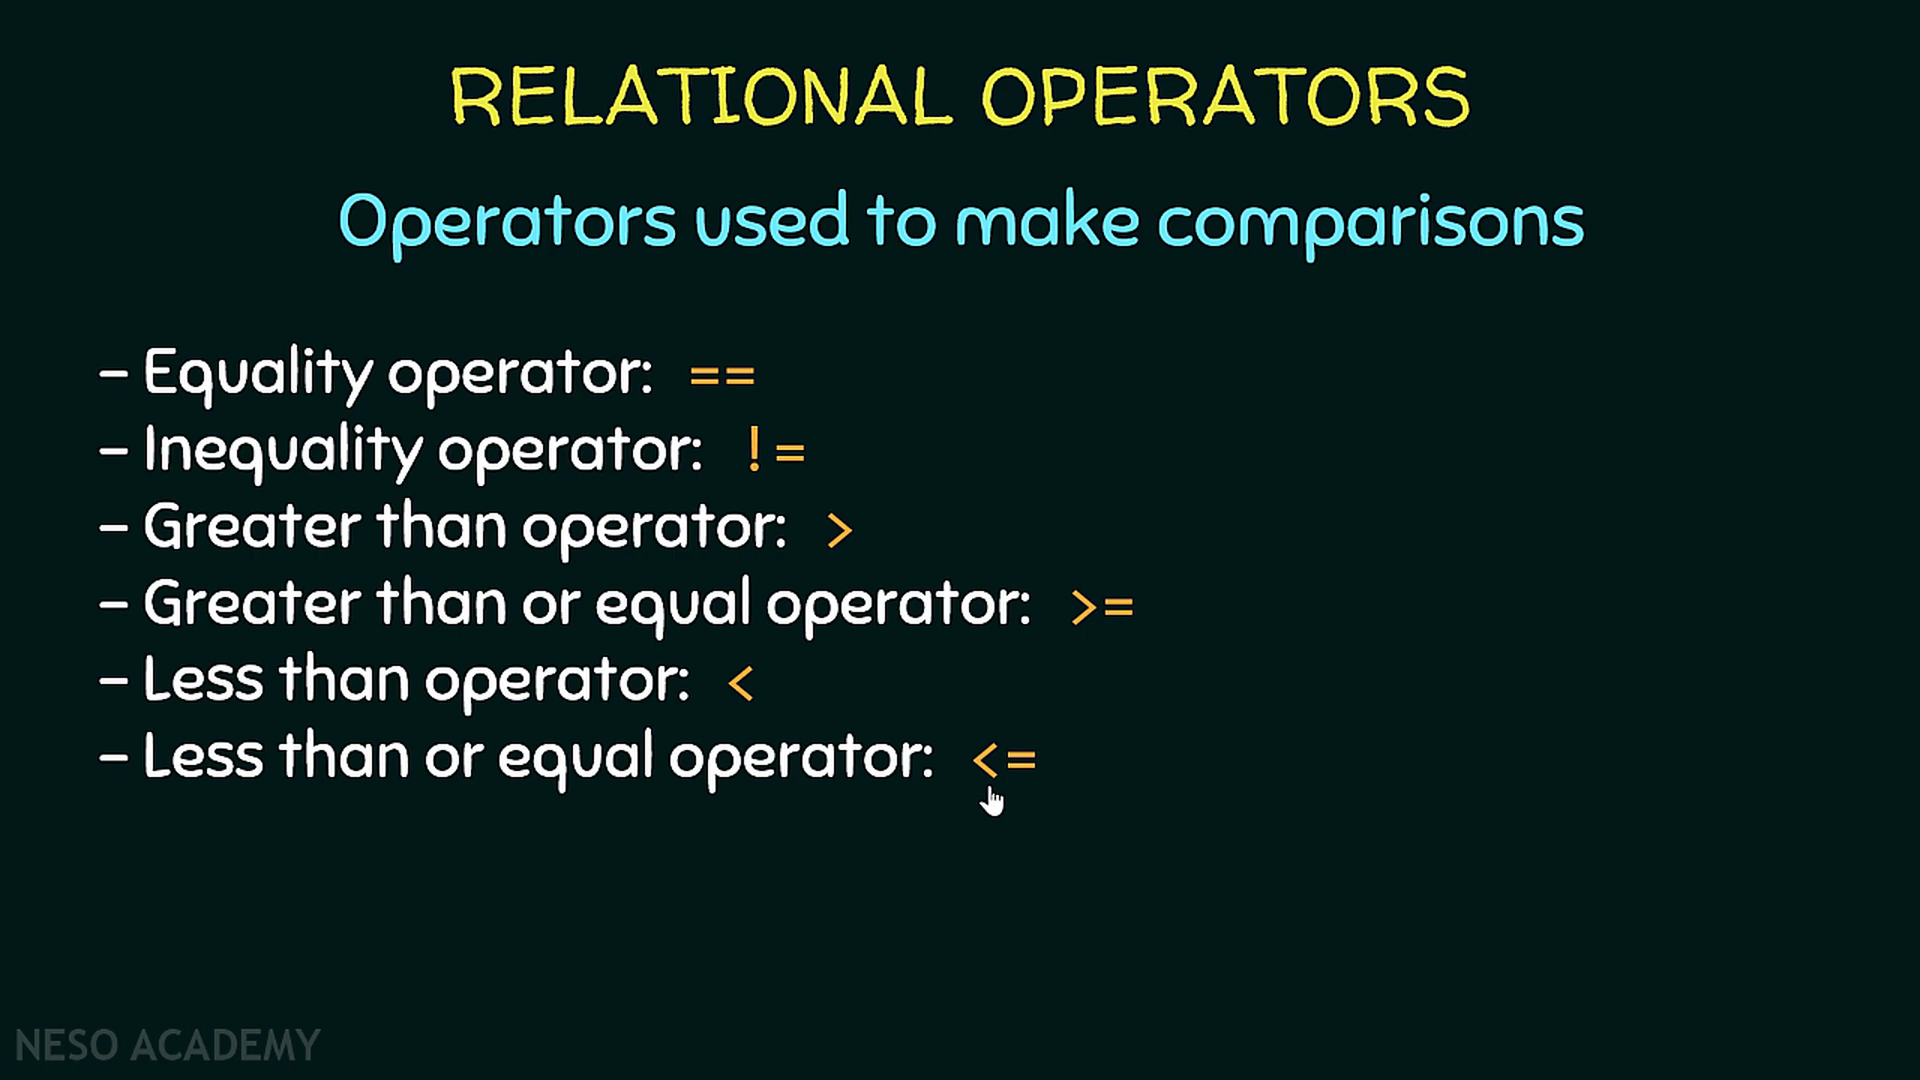 RELATIONAL OPERATORS
Operators used to make comparisons
– Equality operator: ==
– Inequality operator: !=
– Greater than operator: >
– Greater than or equal operator: >=
– Less than operator: <
– Less than or equal operator: <=
NESO ACADEMY